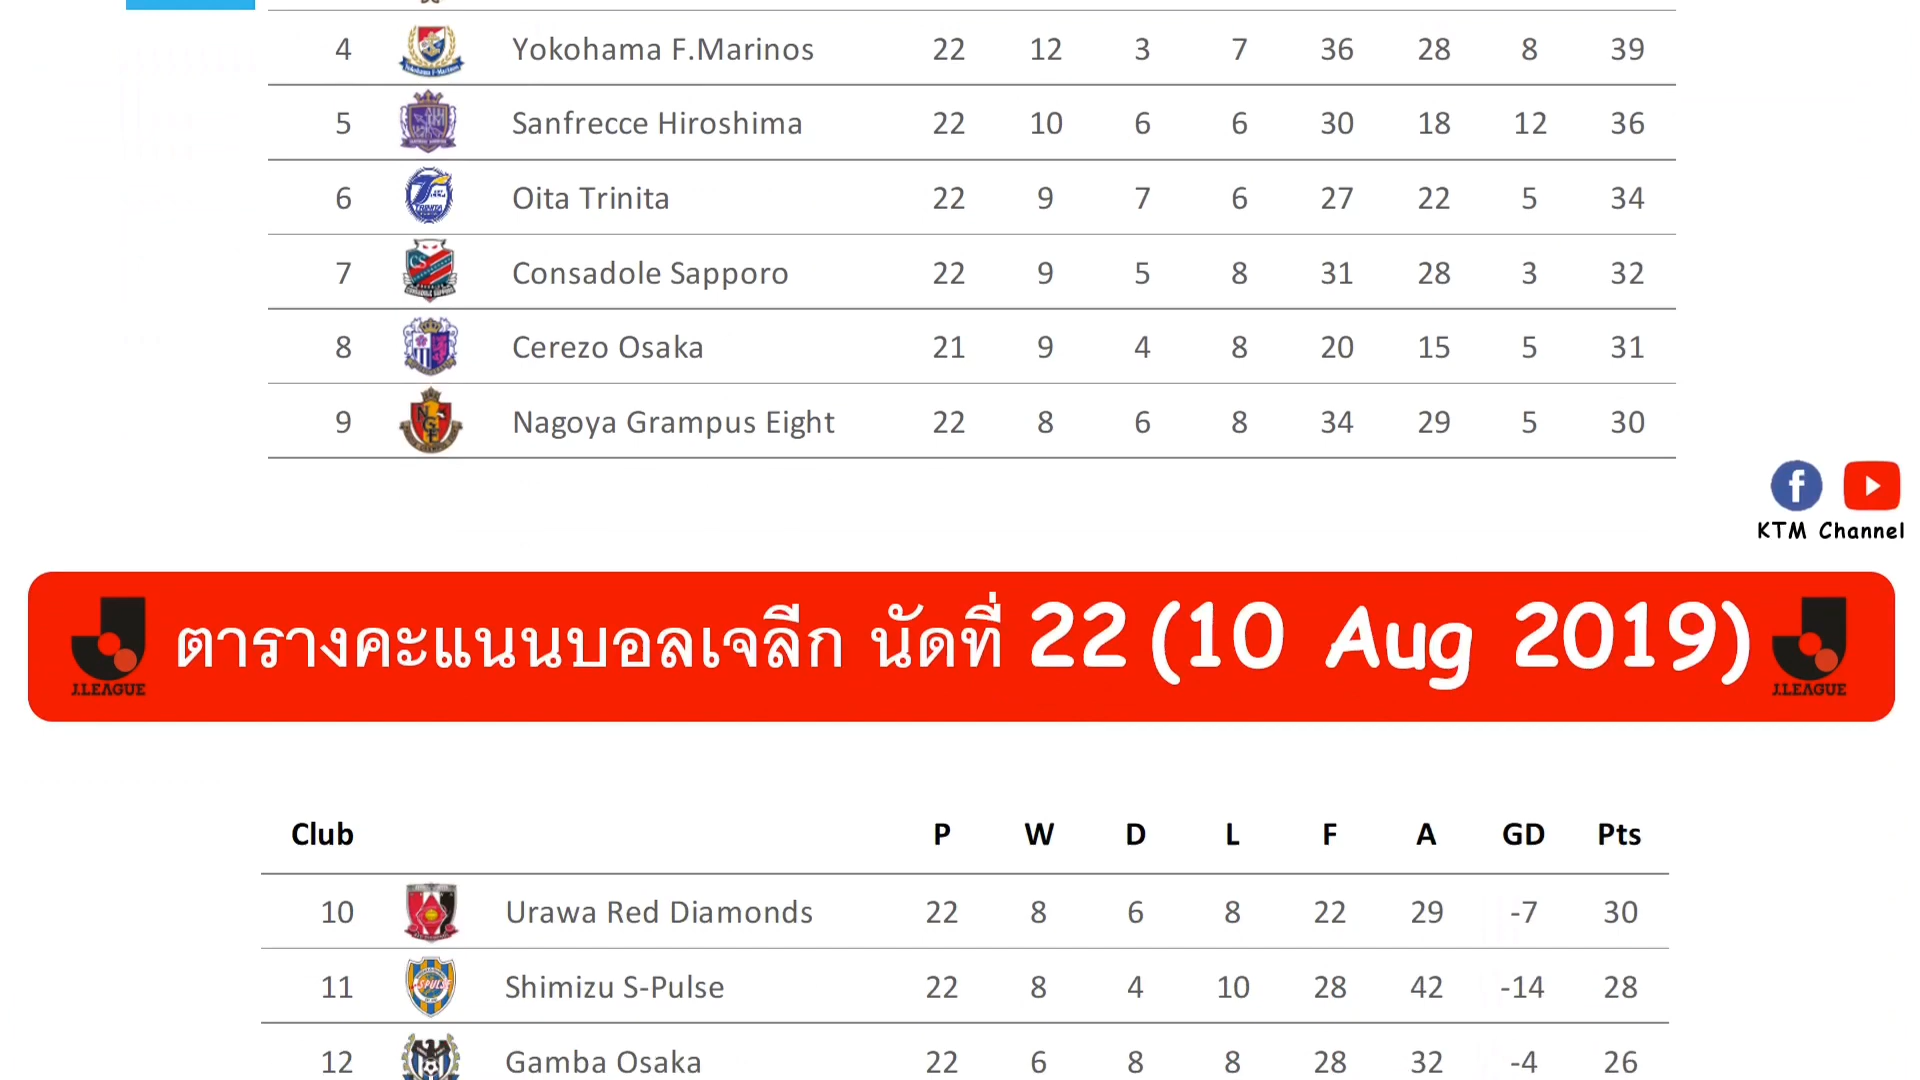 4 Yokohama F.Marinos 22 12 3 7 36 28 8 39
5 Sanfrecce Hiroshima 22 10 6 6 30 18 12 36
6 Oita Trinita 22 9 7 6 27 22 5 34
7 Consadole Sapporo 22 9 5 8 31 28 3 32
8 Cerezo Osaka 21 9 4 8 20 15 5 31
9 Nagoya Grampus Eight 22 8 6 8 34 29 5 30
KTM Channel
J.LEAGUE ตารางคะแนนบอลเจลีก นัดที่ 22 (10 Aug 2019) J.LEAGUE
Club P W D L F A GD Pts
10 Urawa Red Diamonds 22 8 6 8 22 29 -7 30
11 Shimizu S-Pulse 22 8 4 10 28 42 -14 28
12 Gamba Osaka 22 6 8 8 28 32 -4 26